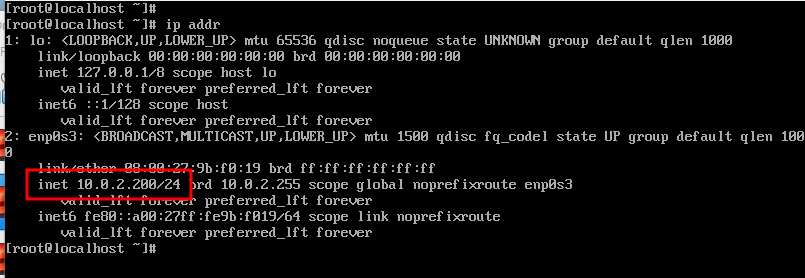 [root@localhost ~]#
[root@localhost ~]# ip addr
1: lo: <LOOPBACK,UP,LOWER_UP> mtu 65536 qdisc noqueue state UNKNOWN group default qlen 1000
link/loopback 00:00:00:00:00:00 brd 00:00:00:00:00:00
inet 127.0.0.1/8 scope host lo
valid_lft forever preferred_lft forever
inet6 ::1/128 scope host
valid_lft forever preferred_lft forever
2: enp0s3: <BROADCAST,MULTICAST,UP,LOWER_UP> mtu 1500 qdisc fq_codel state UP group default qlen 100
0
link/ether 08:00:27:9b:f0:19 brd ff:ff:ff:ff:ff:ff
inet 10.0.2.200/24 brd 10.0.2.255 scope global noprefixroute enp0s3
valid_lft forever preferred_lft forever
inet6 fe80::a00:27ff:fe9b:f019/64 scope link noprefixroute
valid_lft forever preferred_lft forever
[root@localhost ~]#